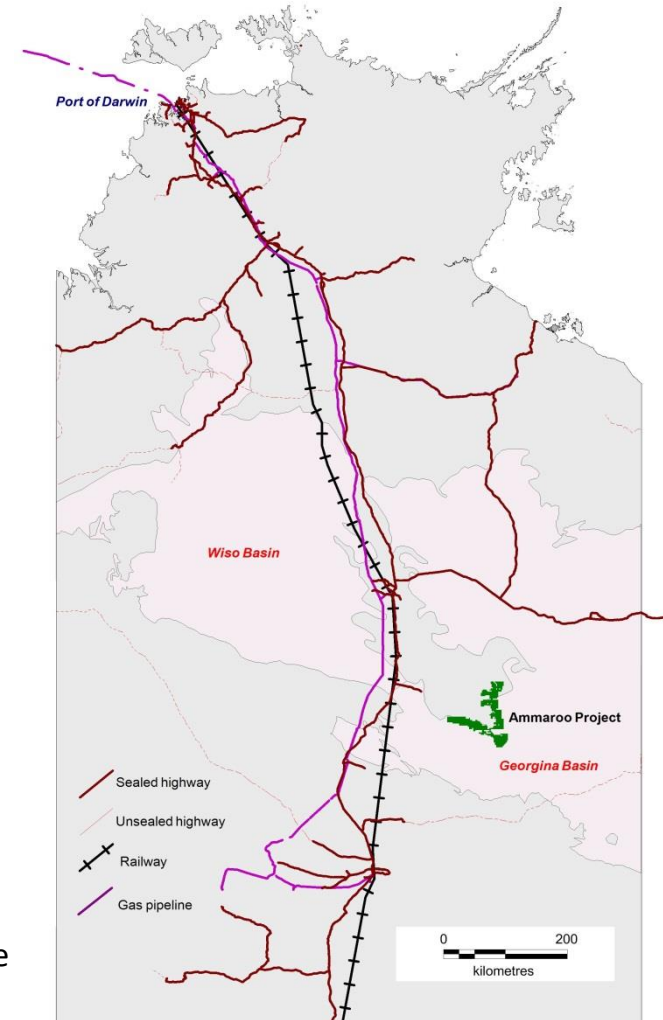 Port of Darwin
Wiso Basin
Ammaroo Project
Georgina Basin
Sealed highway
Unsealed highway
Railway
Gas pipeline
0 200
kilometres
e